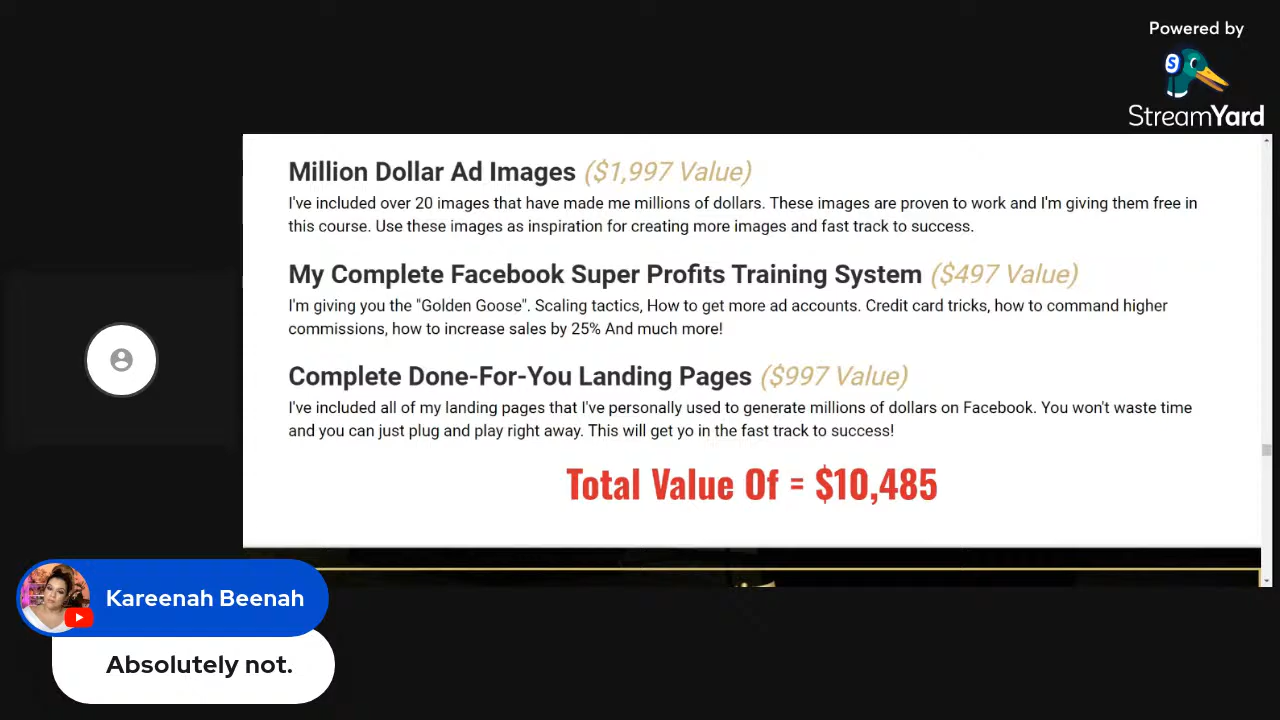 Powered by
StreamYard
Million Dollar Ad Images ($1,997 Value)
I've included over 20 images that have made me millions of dollars. These images are proven to work and I'm giving them free in
this course. Use these images as inspiration for creating more images and fast track to success.
My Complete Facebook Super Profits Training System ($497 Value)
I'm giving you the "Golden Goose". Scaling tactics, How to get more ad accounts. Credit card tricks, how to command higher
commissions, how to increase sales by 25% And much more!
Complete Done-For-You Landing Pages ($997 Value)
I've included all of my landing pages that I've personally used to generate millions of dollars on Facebook. You won't waste time
and you can just plug and play right away. This will get yo in the fast track to success!
Total Value Of = $10,485
Kareenah Beenah
Absolutely not.